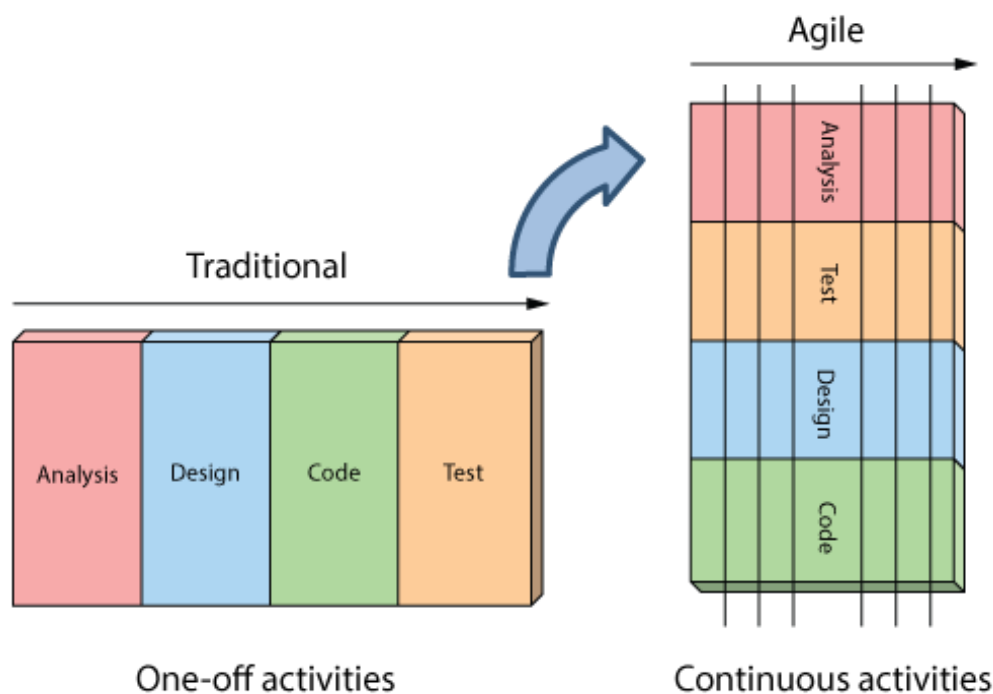 Traditional
Analysis
Design
Code
Test
One-off activities
Agile
Analysis
Test
Design
Code
Continuous activities